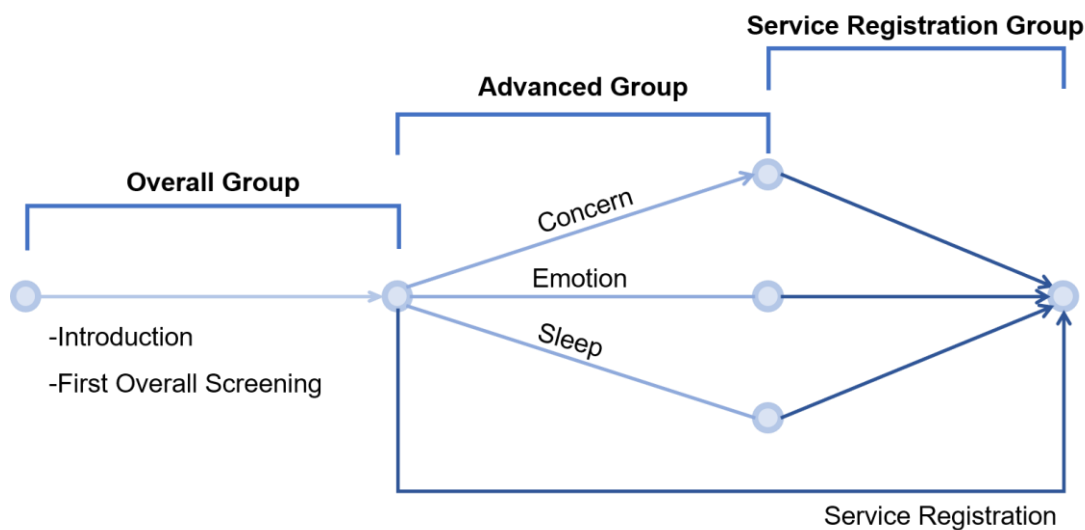 Service Registration Group
Advanced Group
Overall Group
Concern
Emotion
Sleep
-Introduction
-First Overall Screening
Service Registration